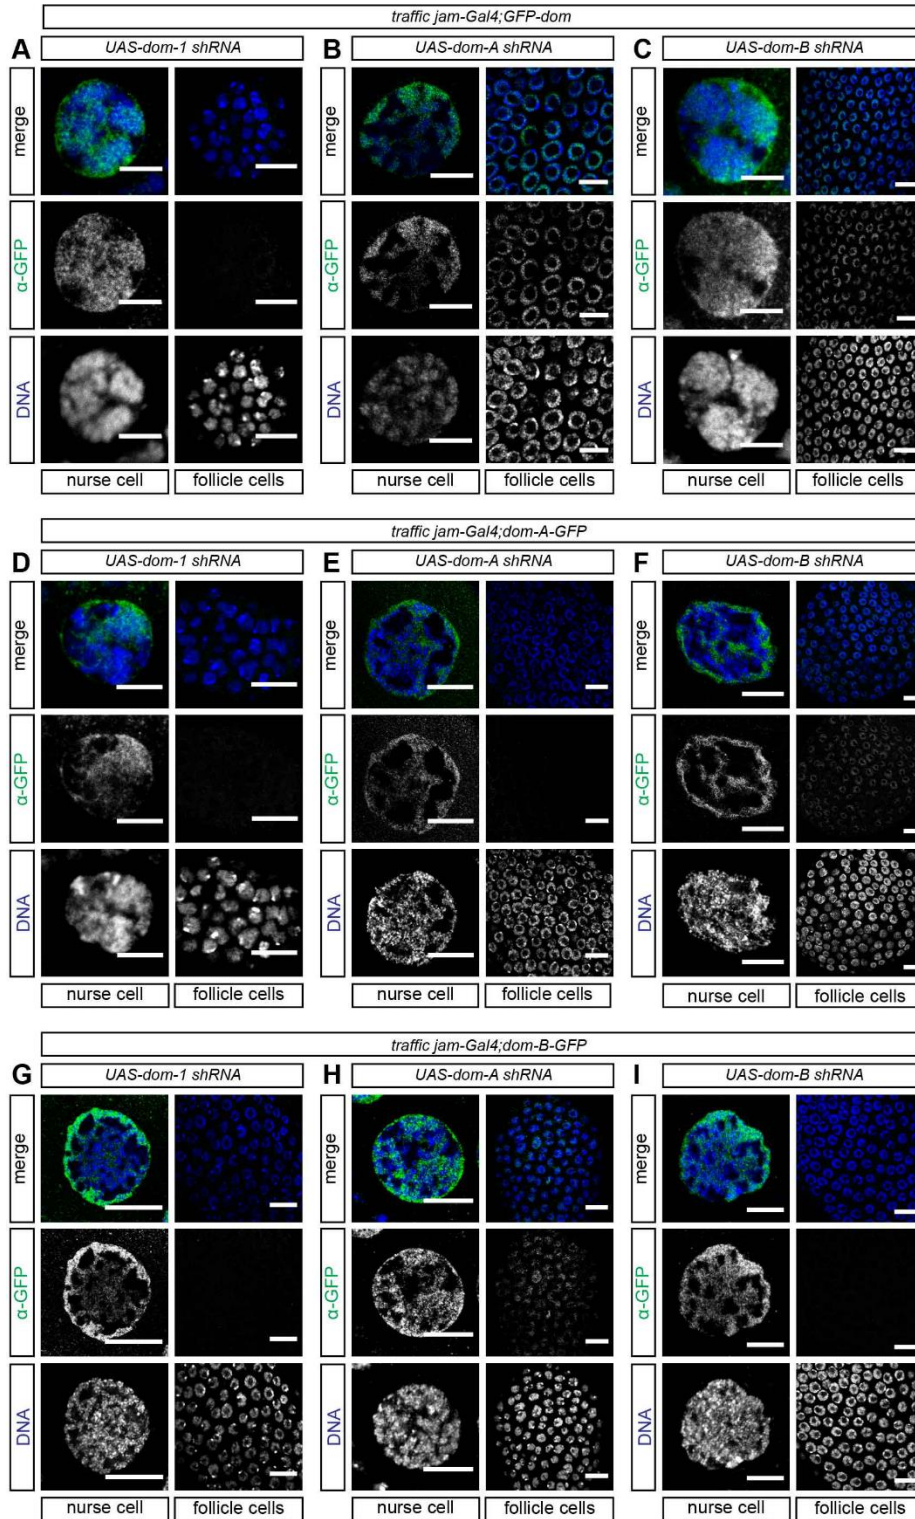 traffic jam-Gal4;GFP-dom
A UAS-dom-1 shRNA B UAS-dom-A shRNA C UAS-dom-B shRNA
merge merge merge
α-GFP α-GFP α-GFP
DNA DNA DNA
nurse cell follicle cells nurse cell follicle cells nurse cell follicle cells
traffic jam-Gal4;dom-A-GFP
D UAS-dom-1 shRNA E UAS-dom-A shRNA F UAS-dom-B shRNA
merge merge merge
α-GFP α-GFP α-GFP
DNA DNA DNA
nurse cell follicle cells nurse cell follicle cells nurse cell follicle cells
traffic jam-Gal4;dom-B-GFP
G UAS-dom-1 shRNA H UAS-dom-A shRNA I UAS-dom-B shRNA
merge merge merge
α-GFP α-GFP α-GFP
DNA DNA DNA
nurse cell follicle cells nurse cell follicle cells nurse cell follicle cells